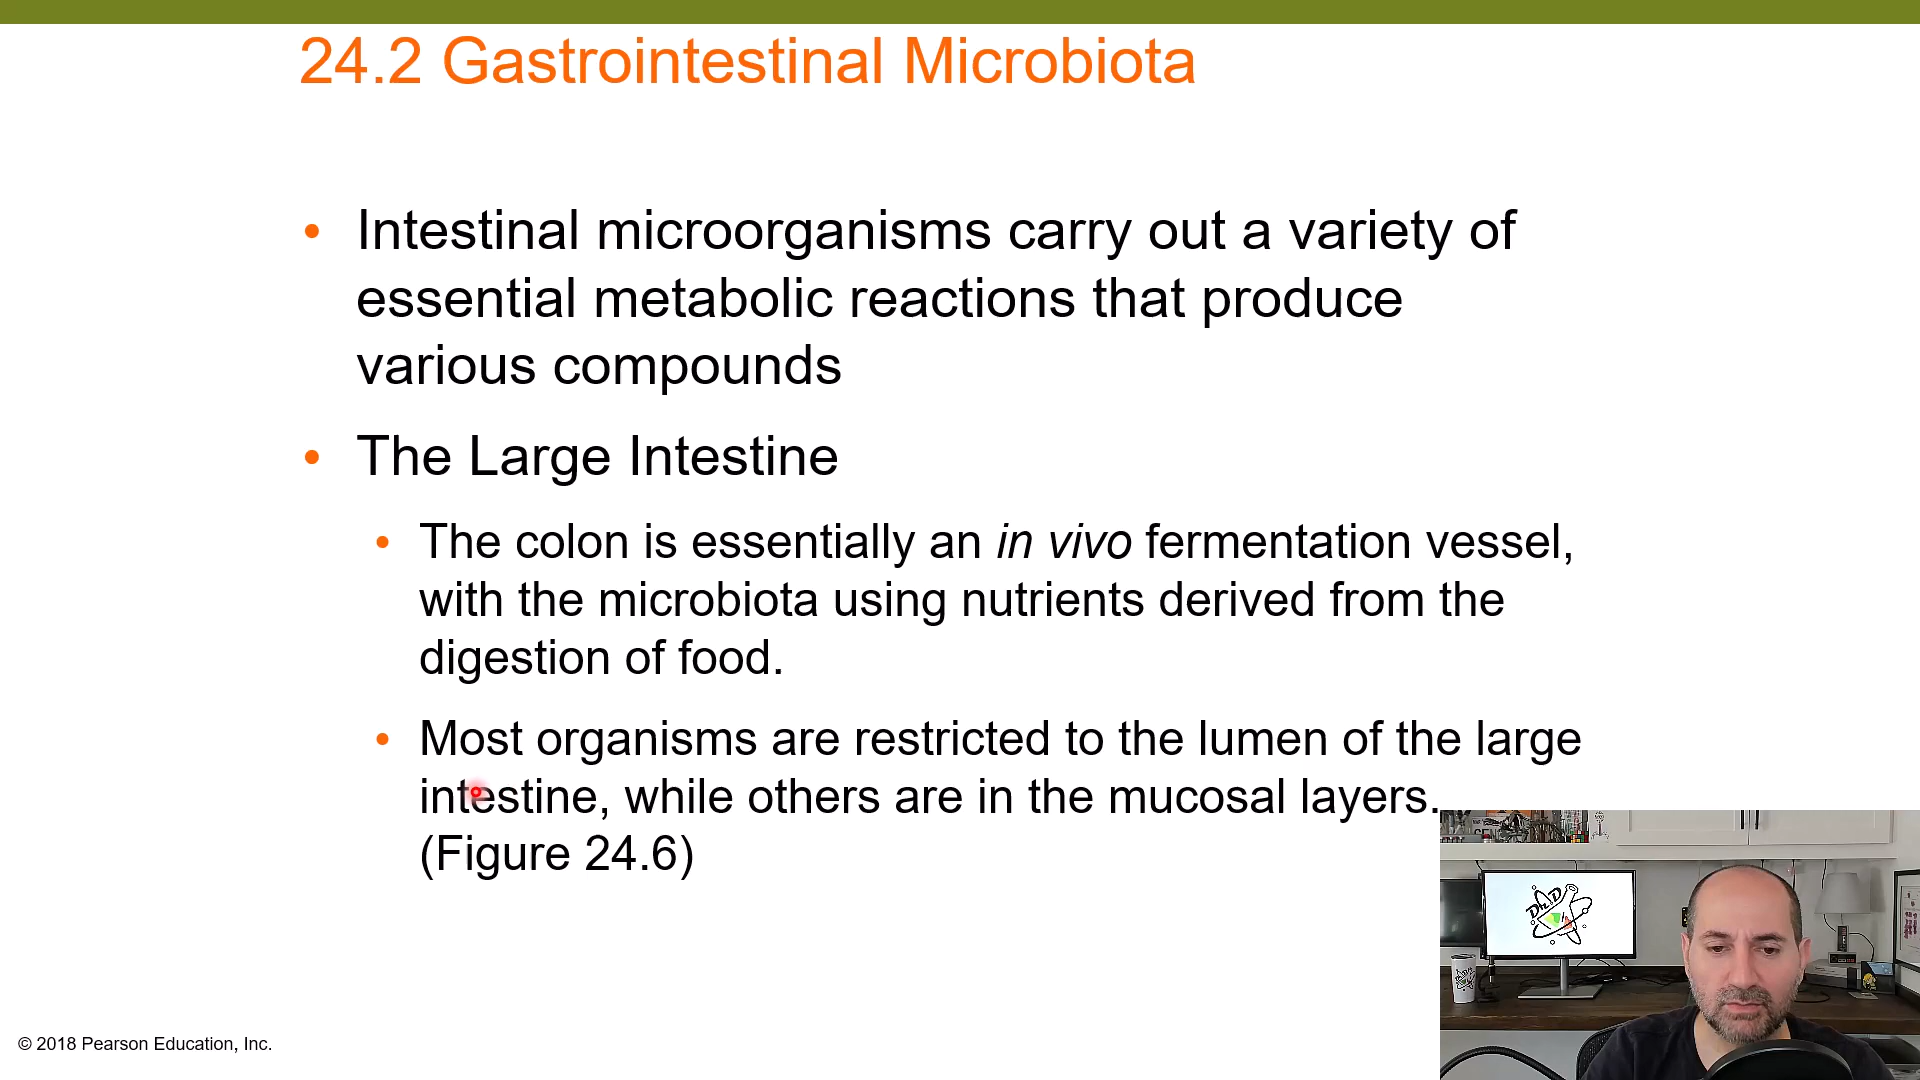 24.2 Gastrointestinal Microbiota
• Intestinal microorganisms carry out a variety of
essential metabolic reactions that produce
various compounds
• The Large Intestine
• The colon is essentially an in vivo fermentation vessel,
with the microbiota using nutrients derived from the
digestion of food.
• Most organisms are restricted to the lumen of the large
intestine, while others are in the mucosal layers.
(Figure 24.6)
© 2018 Pearson Education, Inc.